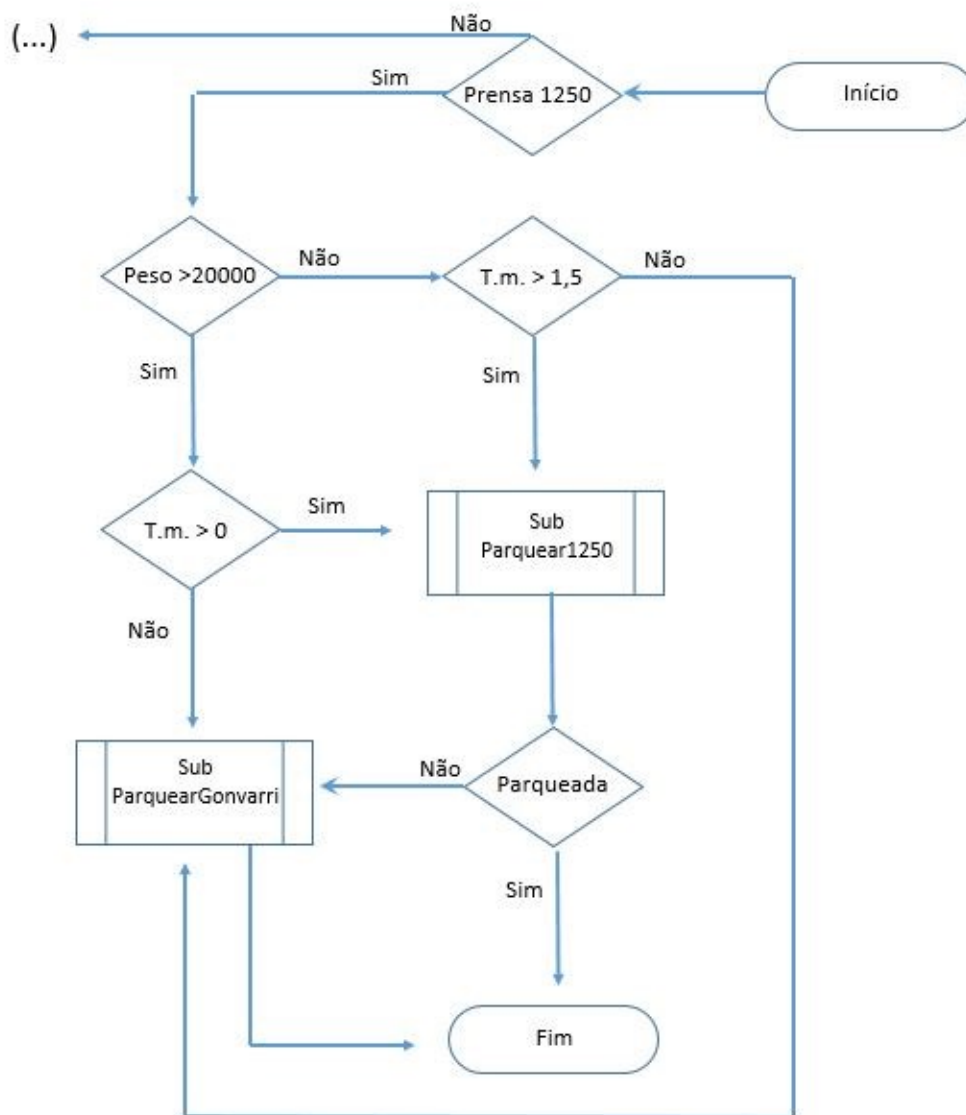 Não
(...)
Sim
Prensa 1250
Início
Peso >20000
Não
T.m. > 1,5
Não
Sim
Sim
T.m. > 0
Sim
Sub
Parquear1250
Não
Sub
ParquearGonvarri
Não
Parqueada
Sim
Fim